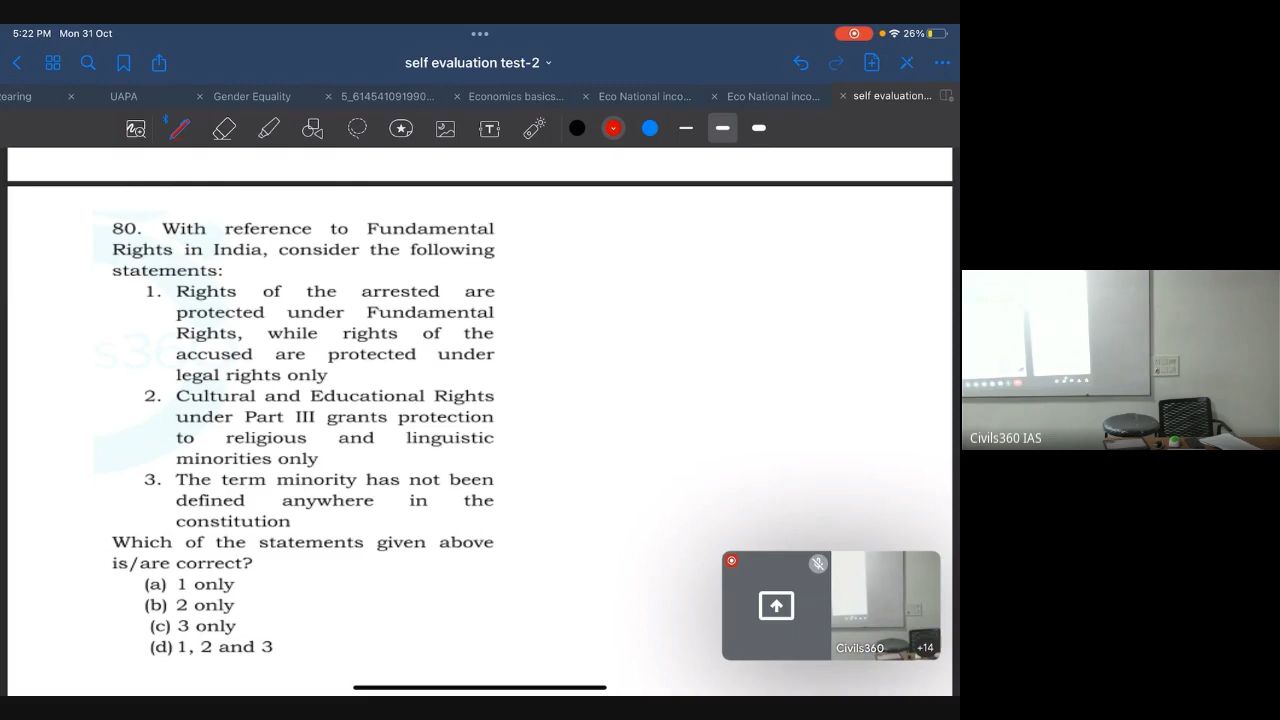 5:22 PM Mon 31 Oct
26%
self evaluation test-2
earing
UAPA
Gender Equality
5_614541091990...
Economics basics...
Eco National inco...
Eco National inco...
self evaluation...
80. With reference to Fundamental
Rights in India, consider the following
statements:
1. Rights of the arrested are
protected under Fundamental
Rights, while rights of the
accused are protected under
legal rights only
2. Cultural and Educational Rights
under Part III grants protection
to religious and linguistic
minorities only
3. The term minority has not been
defined anywhere in the
constitution
Which of the statements given above
is/are correct?
(a) 1 only
(b) 2 only
(c) 3 only
(d) 1, 2 and 3
s360
Civils360
+14
Civils360 IAS